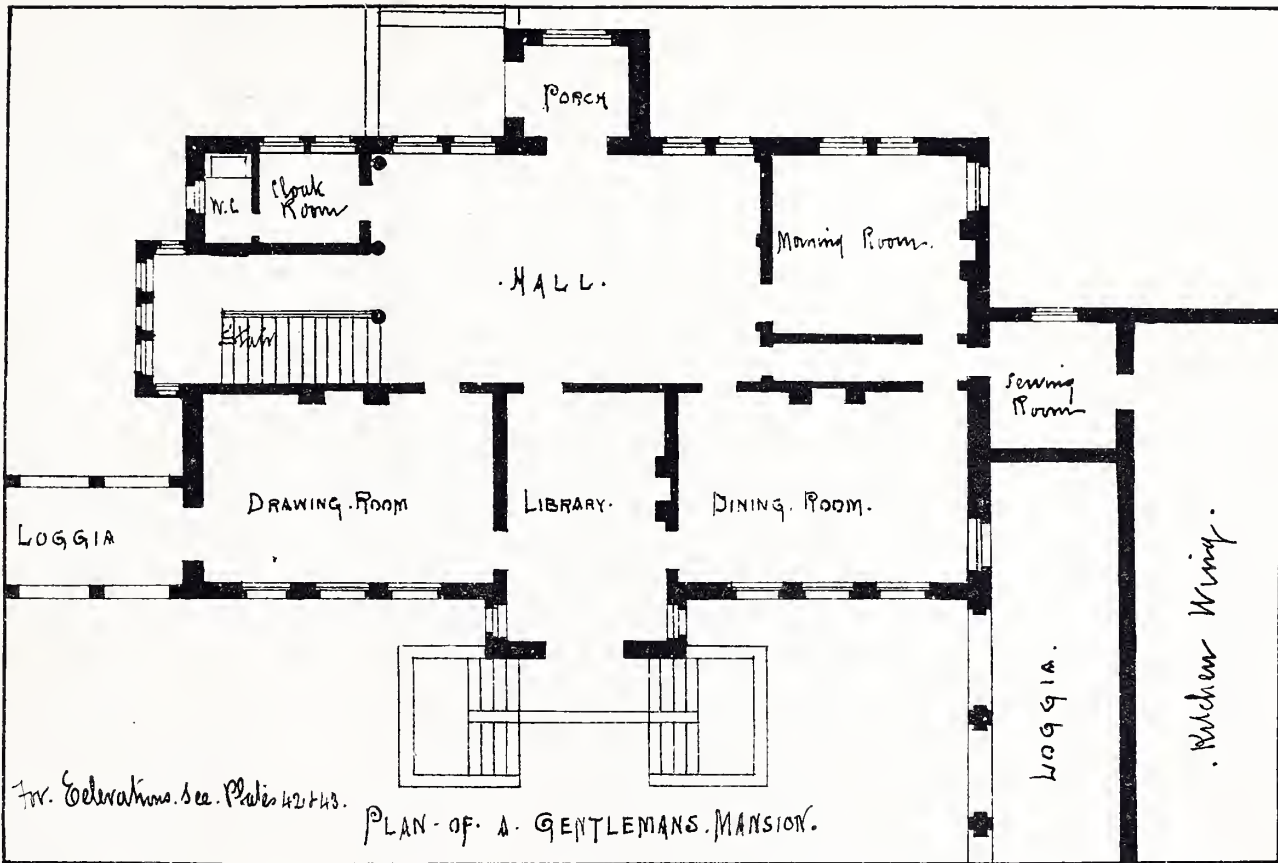 PORCH
W.C
Cloak
Room
Morning Room.
.HALL.
Stair
Sewing
Room
DRAWING.ROOM
LIBRARY.
DINING.ROOM.
LOGGIA
LOGGIA.
.Kitchen Wing.
For. Eelevations. See. Plates 42 & 43.
PLAN-OF. A. GENTLEMANS.MANSION.